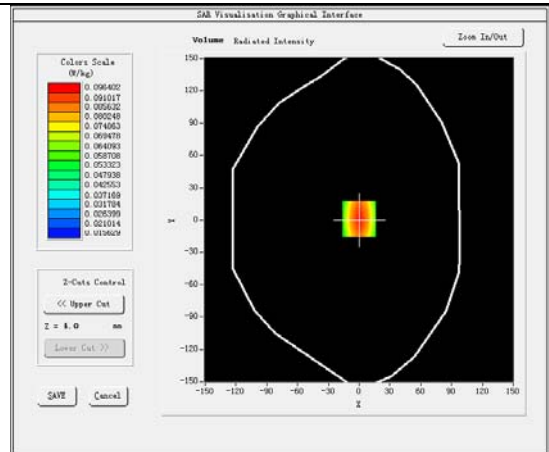 SAR Visualisation Graphical Interface
Volume Radiated Intensity
Zoom In/Out
Colors Scale
(W/kg)
0.096402
0.091017
0.085632
0.080248
0.074863
0.069478
0.064093
0.058708
0.053323
0.047938
0.042553
0.037169
0.031784
0.026399
0.021014
0.015629
Z-Cuts Control
<< Upper Cut
Z = 4.0 mm
Lower Cut >>
SAVE
Cancel
150
120
90
60
30
Y
0
-30
-60
-90
-120
-150
-150 -120 -90 -60 -30 0 30 60 90 120 150
X